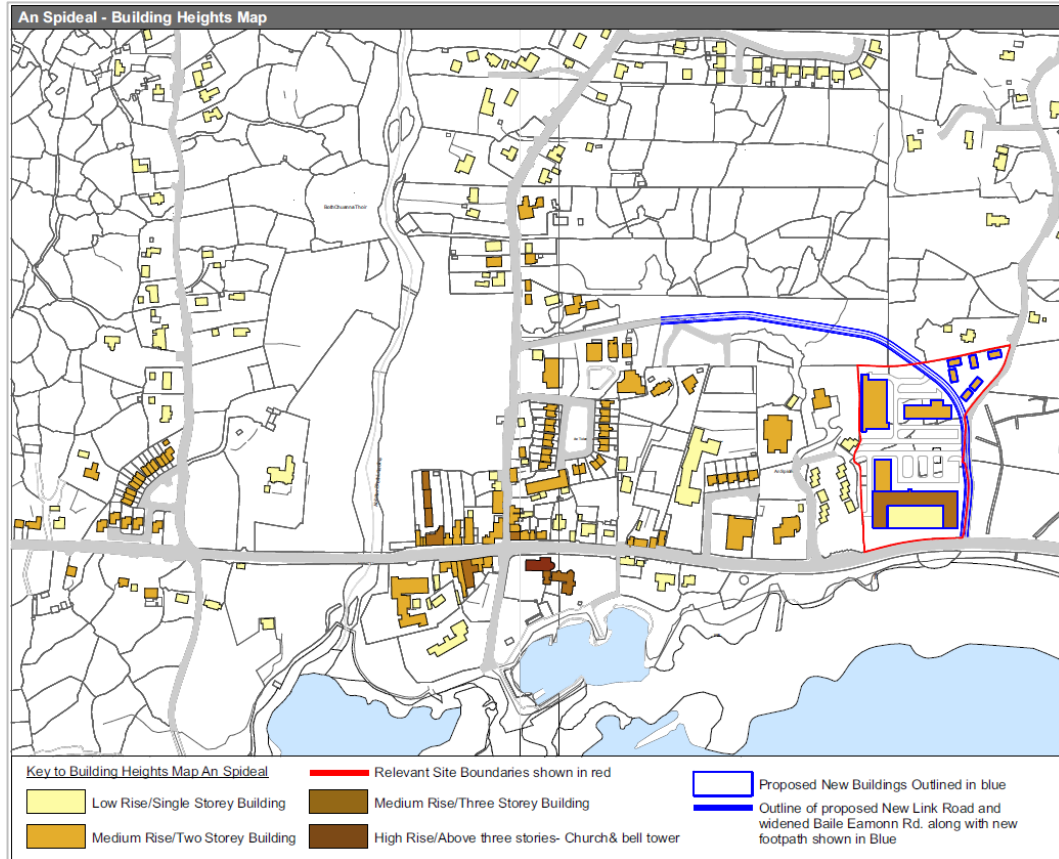 An Spideal - Building Heights Map
Key to Building Heights Map An Spideal
Low Rise/Single Storey Building
Medium Rise/Two Storey Building
Relevant Site Boundaries shown in red
Medium Rise/Three Storey Building
High Rise/Above three stories- Church& bell tower
Proposed New Buildings Outlined in blue
Outline of proposed New Link Road and
widened Baile Eamonn Rd. along with new
footpath shown in Blue